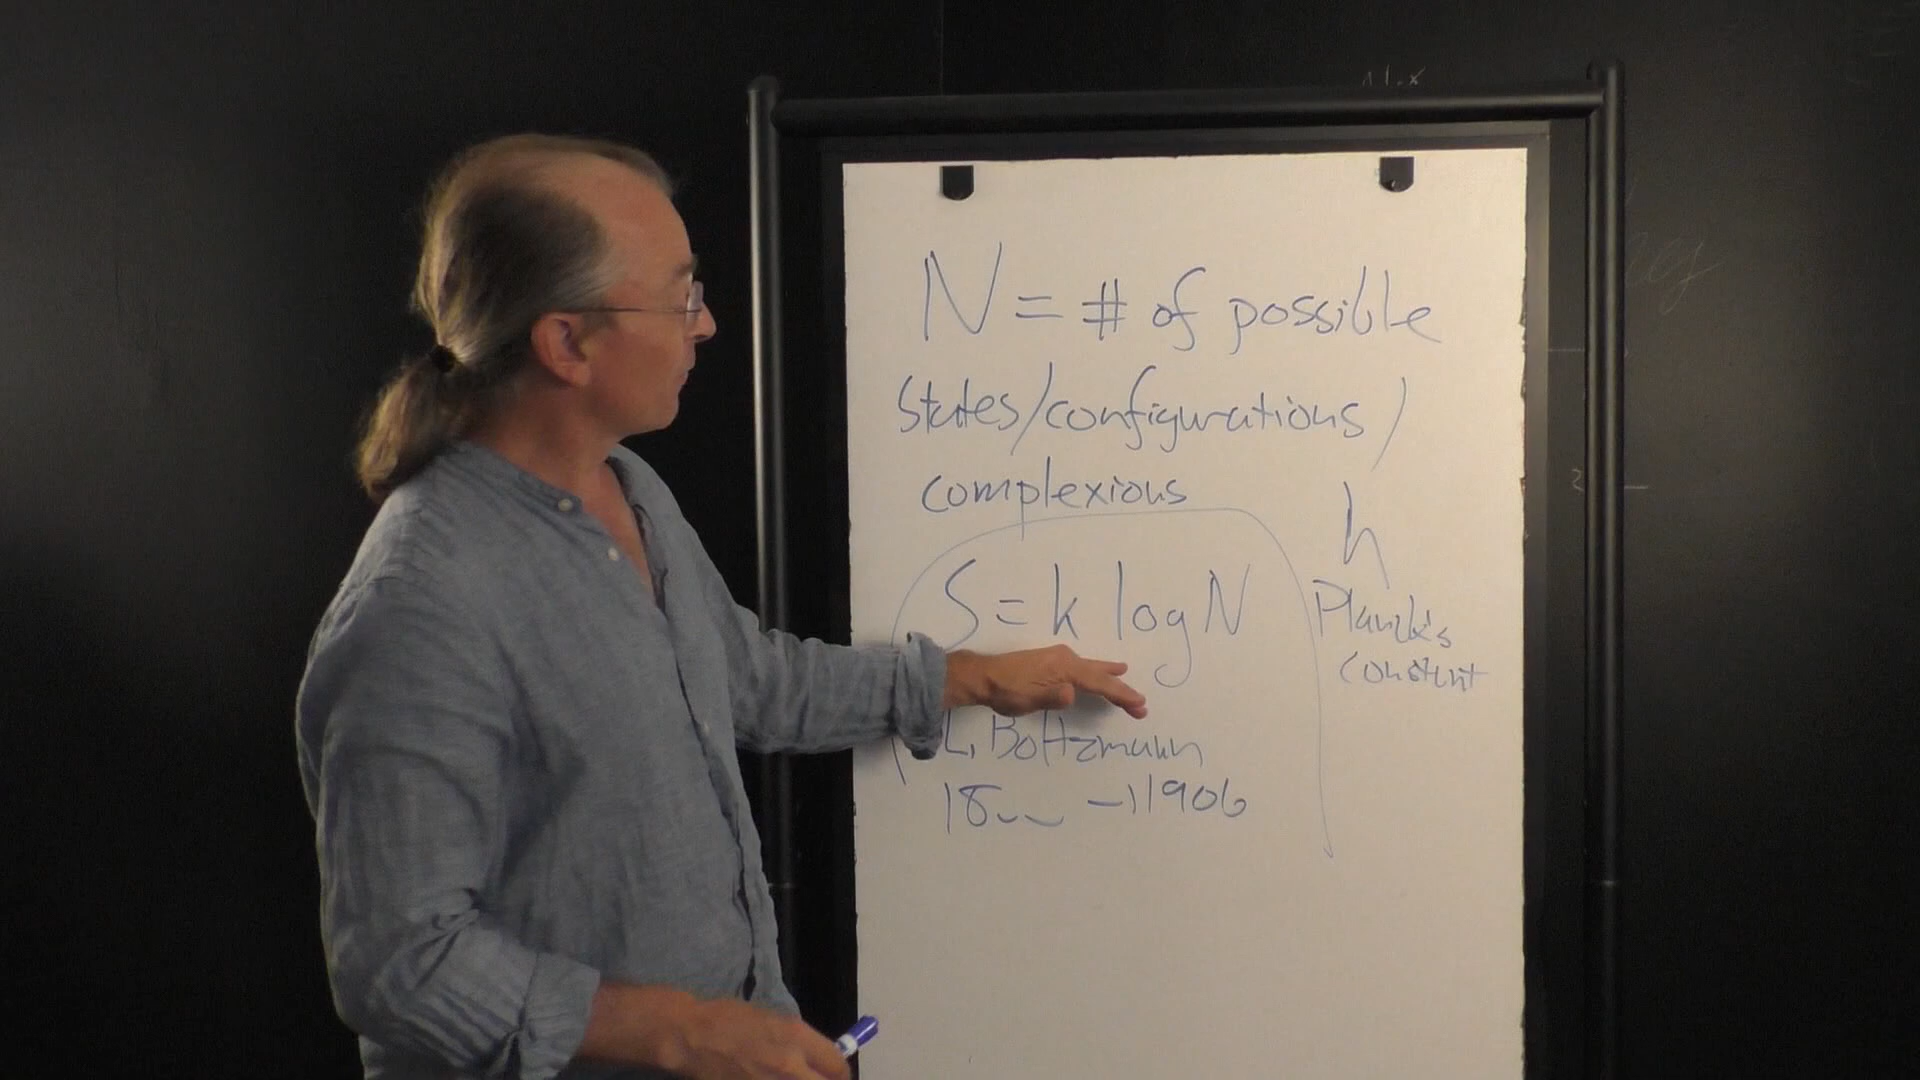 N = # of possible
states/configurations/
complexions
h
S = k log N
Planck's
constant
L. Boltzmann
18~~ - 1906